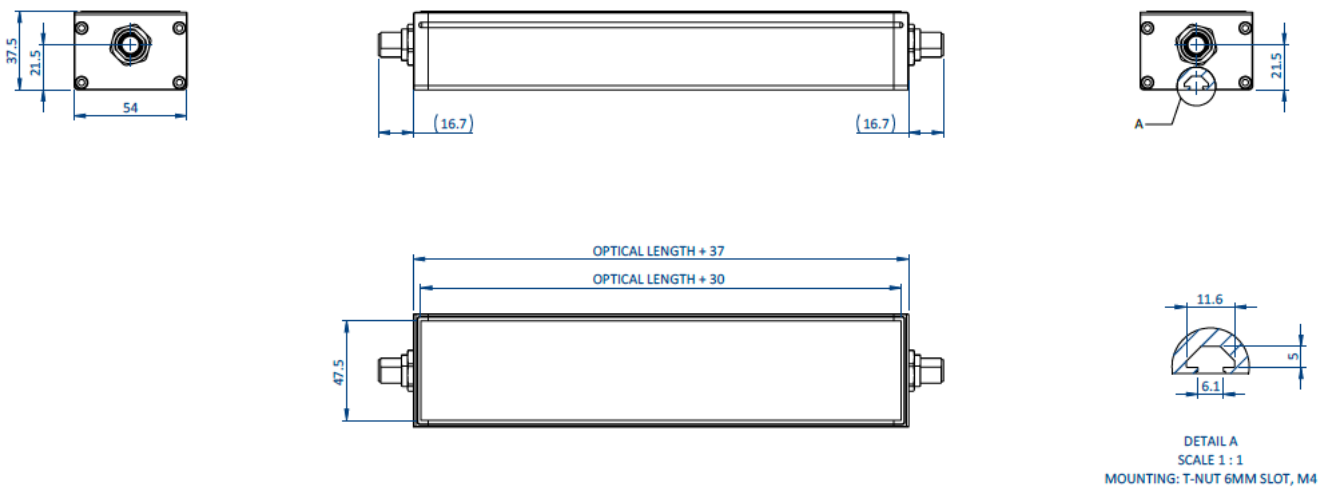 37.5
21.5
54
(16.7)
(16.7)
21.5
A
OPTICAL LENGTH + 37
OPTICAL LENGTH + 30
47.5
11.6
5
6.1
DETAIL A
SCALE 1 : 1
MOUNTING: T-NUT 6MM SLOT, M4